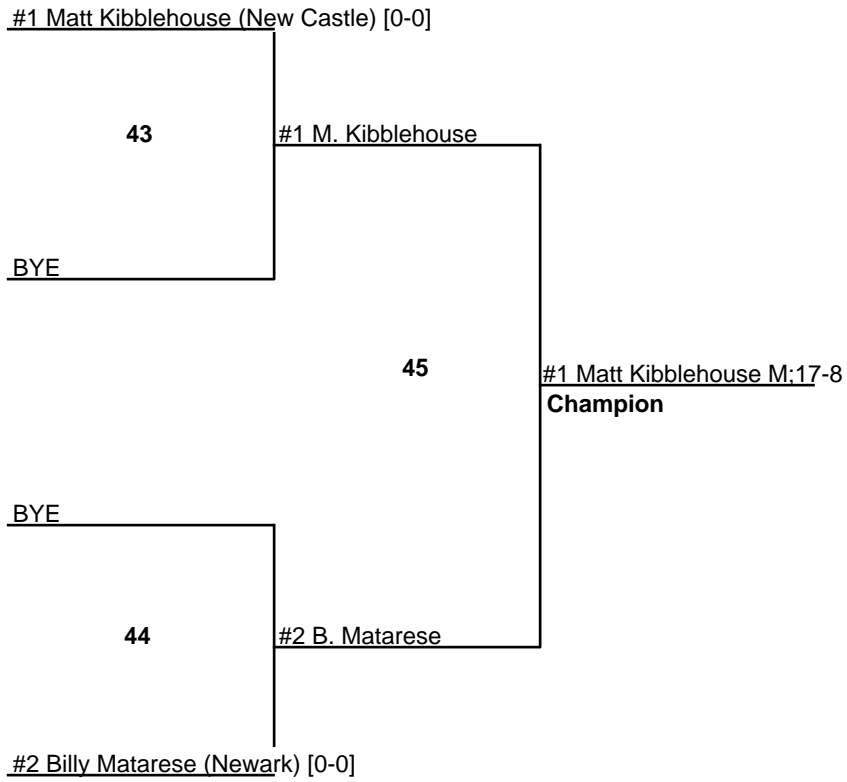 #1 Matt Kibblehouse (New Castle) [0-0]
43
#1 M. Kibblehouse
BYE
45
#1 Matt Kibblehouse M;17-8
Champion
BYE
44
#2 B. Matarese
#2 Billy Matarese (Newark) [0-0]